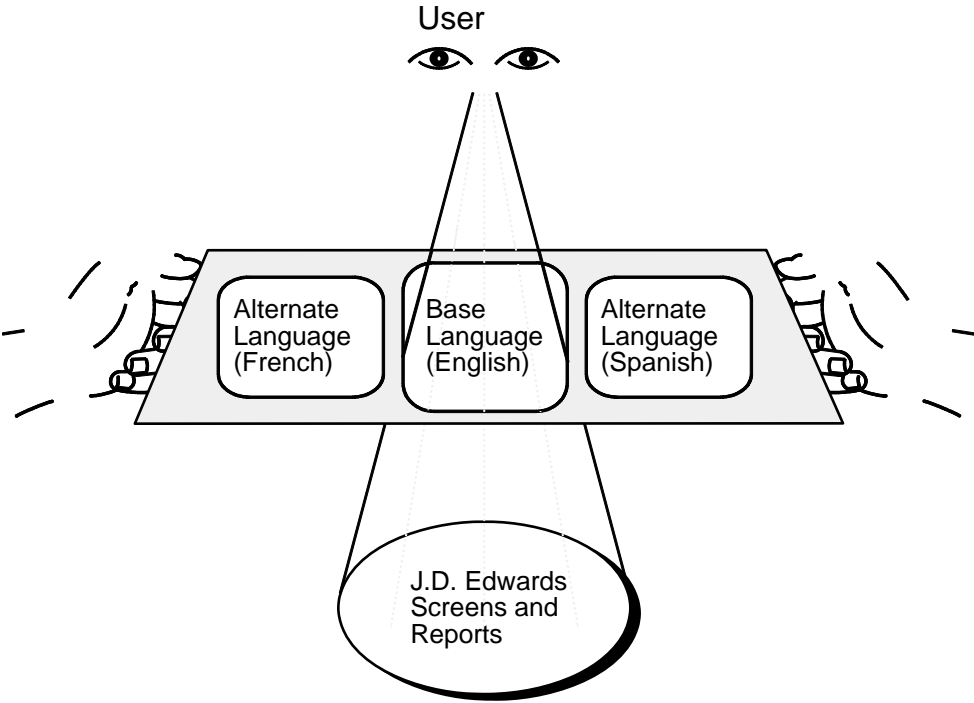 User
Alternate
Language
(French)
Base
Language
(English)
Alternate
Language
(Spanish)
J.D. Edwards
Screens and
Reports